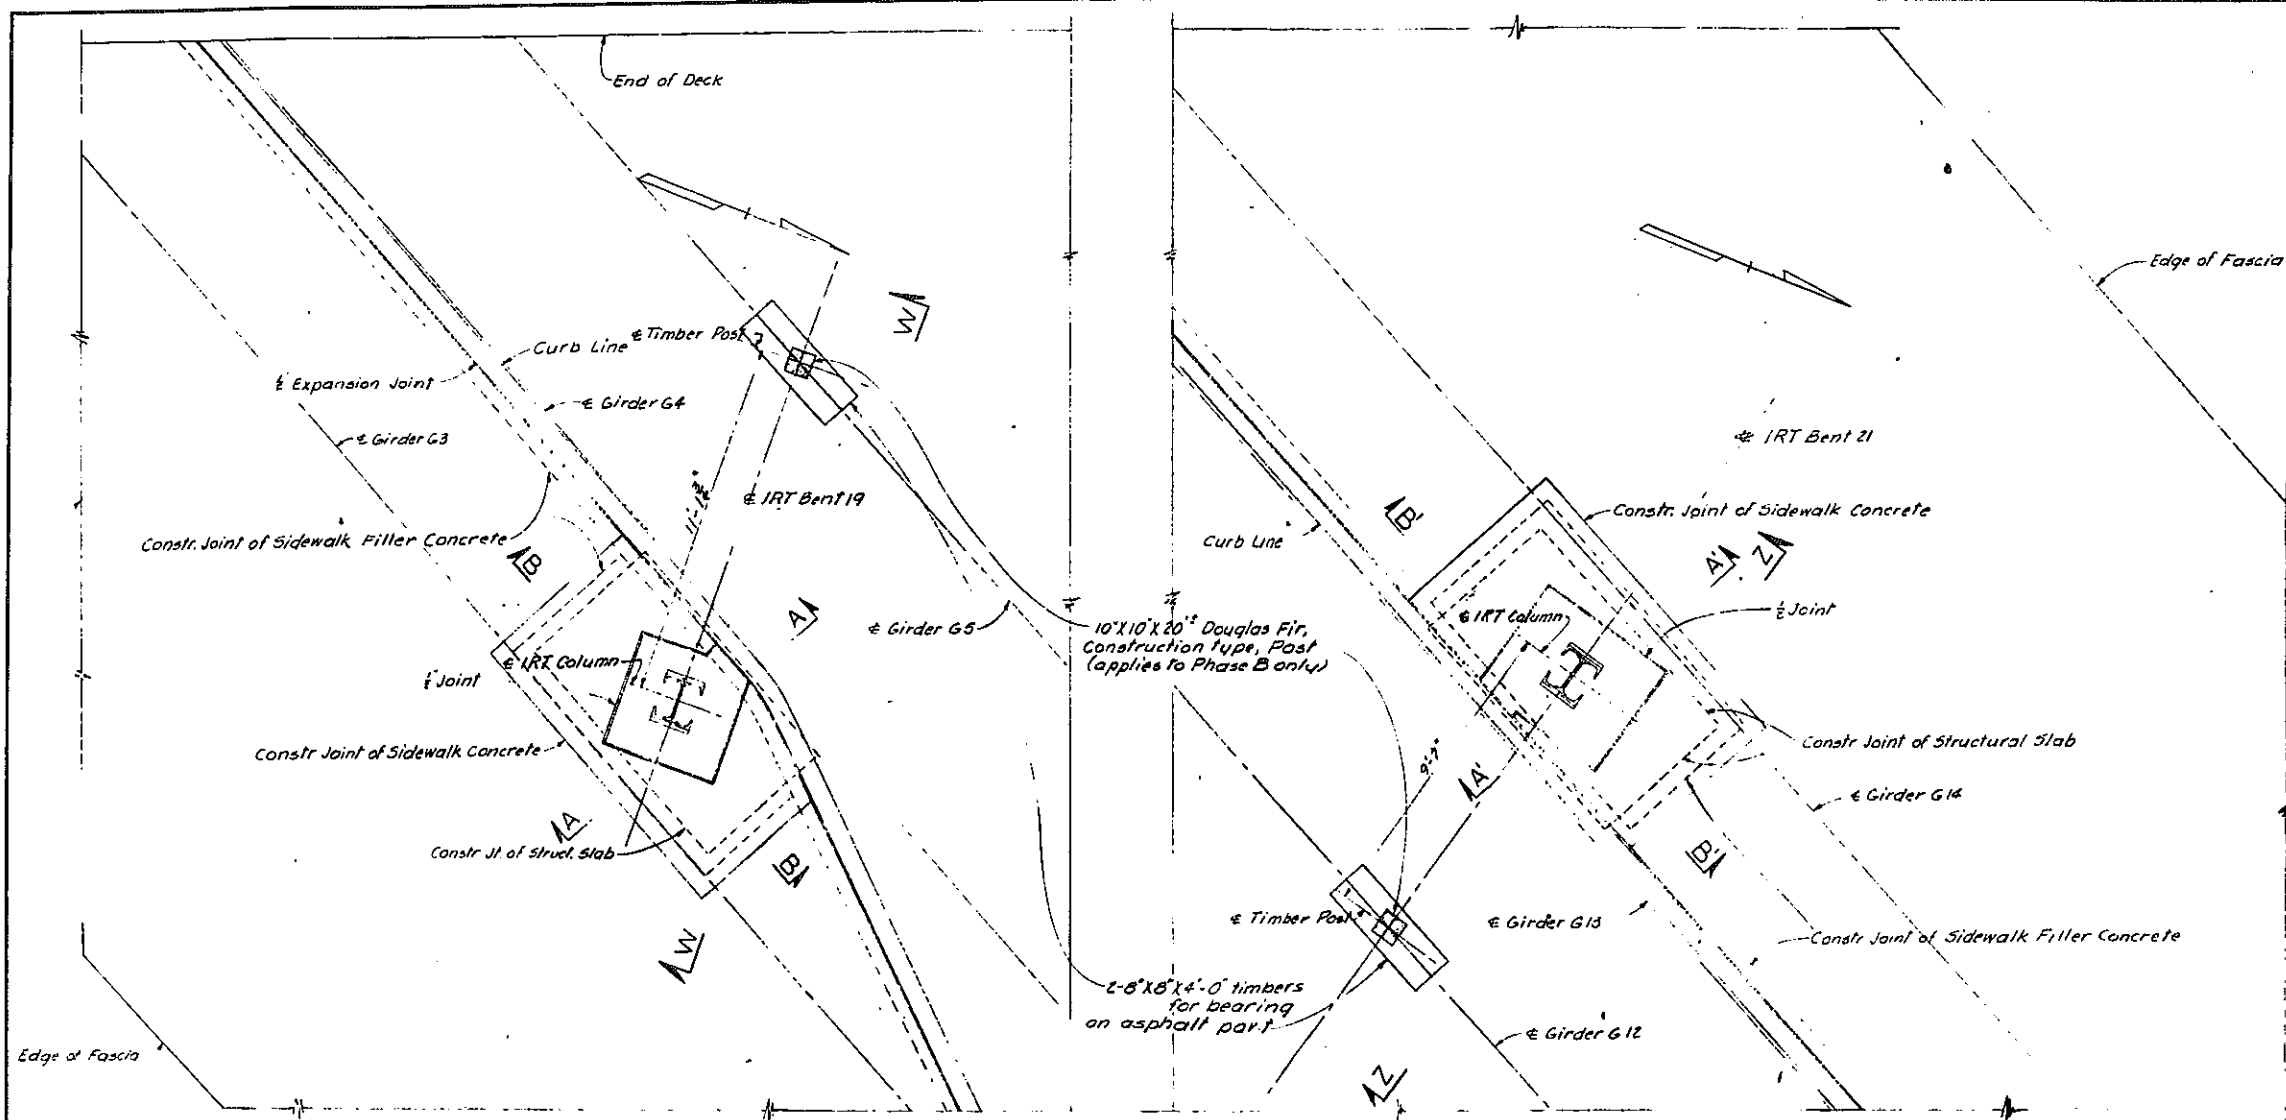 End of Deck
Edge of Fascia
W
℄ Timber Post
Curb Line
½ Expansion Joint
℄ Girder G4
℄ Girder G3
℄ IRT Bent 21
℄ IRT Bent 19
Constr. Joint of Sidewalk Concrete
B'
Constr. Joint of Sidewalk Filler Concrete
Curb Line
B
A'
Z
A
½ Joint
℄ IRT Column
℄ Girder G5
10"X10"X20'± Douglas Fir,
Construction type, Post
(applies to Phase B only)
℄ IRT Column
Joint
Constr Joint of Structural Slab
Constr Joint of Sidewalk Concrete
9'-7"
A'
℄ Girder G14
A
Constr Jt. of Struct. Slab
B
B'
℄ Timber Post
℄ Girder G13
W
Constr Joint of Sidewalk Filler Concrete
2-8"X8"X4'-0" timbers
for bearing
on asphalt pav't
℄ Girder G12
Edge of Fascia
Z